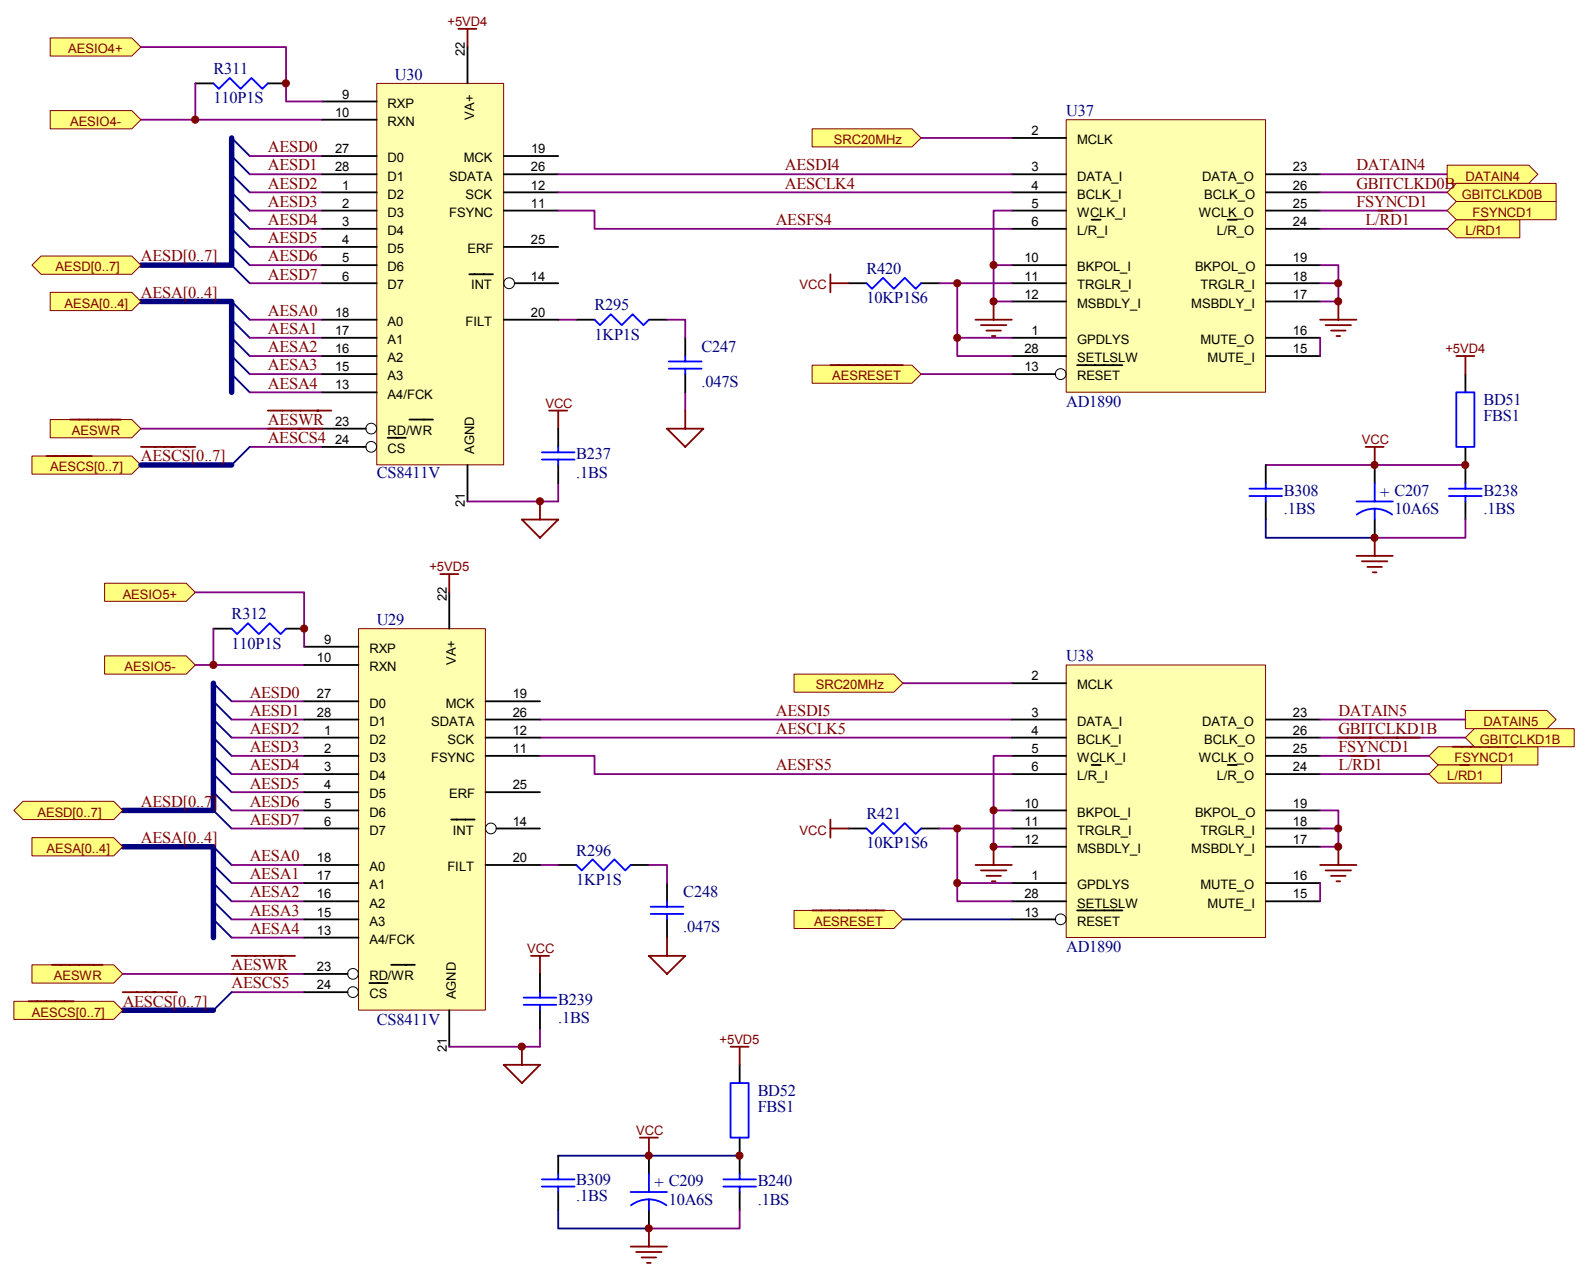 +5VD4
22
AESIO4+
R311
110P1S
AESIO4-
U30
9 RXP
10 RXN
VA+
AESD0 27 D0
AESD1 28 D1
AESD2 1 D2
AESD3 2 D3
AESD4 3 D4
AESD5 4 D5
AESD6 5 D6
AESD7 6 D7
AESD[0..7] AESD[0..7]
AESA[0..4] AESA[0..4]
AESA0 18 A0
AESA1 17 A1
AESA2 16 A2
AESA3 15 A3
AESA4 13 A4/FCK
AESWR AESWR 23 RD/WR
AESCS[0..7] AESCS[0..7] AESCS4 24 CS
MCK 19
SDATA 26
SCK 12
FSYNC 11
ERF 25
INT 14
FILT 20
AGND
21
CS8411V
R295
1KP1S
C247
.047S
VCC
B237
.1BS
AESDI4
AESCLK4
AESFS4
U37
SRC20MHz 2 MCLK
3 DATA_I
4 BCLK_I
5 WCLK_I
6 L/R_I
10 BKPOL_I
11 TRGLR_I
12 MSBDLY_I
1 GPDLYS
28 SETLSLW
13 RESET
VCC
R420
10KP1S6
AESRESET
AD1890
DATA_O 23 DATAIN4 DATAIN4
BCLK_O 26 GBITCLKD0B GBITCLKD0B
WCLK_O 25 FSYNCD1 FSYNCD1
L/R_O 24 L/RD1 L/RD1
BKPOL_O 19
TRGLR_I 18
MSBDLY_I 17
MUTE_O 16
MUTE_I 15
+5VD4
BD51
FBS1
VCC
B308
.1BS
+ C207
10A6S
B238
.1BS
+5VD5
22
AESIO5+
R312
110P1S
AESIO5-
U29
9 RXP
10 RXN
VA+
AESD0 27 D0
AESD1 28 D1
AESD2 1 D2
AESD3 2 D3
AESD4 3 D4
AESD5 4 D5
AESD6 5 D6
AESD7 6 D7
AESD[0..7] AESD[0..7]
AESA[0..4] AESA[0..4]
AESA0 18 A0
AESA1 17 A1
AESA2 16 A2
AESA3 15 A3
AESA4 13 A4/FCK
AESWR AESWR 23 RD/WR
AESCS[0..7] AESCS[0..7] AESCS5 24 CS
MCK 19
SDATA 26
SCK 12
FSYNC 11
ERF 25
INT 14
FILT 20
AGND
21
CS8411V
R296
1KP1S
C248
.047S
VCC
B239
.1BS
AESDI5
AESCLK5
AESFS5
U38
SRC20MHz 2 MCLK
3 DATA_I
4 BCLK_I
5 WCLK_I
6 L/R_I
10 BKPOL_I
11 TRGLR_I
12 MSBDLY_I
1 GPDLYS
28 SETLSLW
13 RESET
VCC
R421
10KP1S6
AESRESET
AD1890
DATA_O 23 DATAIN5 DATAIN5
BCLK_O 26 GBITCLKD1B GBITCLKD1B
WCLK_O 25 FSYNCD1 FSYNCD1
L/R_O 24 L/RD1 L/RD1
BKPOL_O 19
TRGLR_I 18
MSBDLY_I 17
MUTE_O 16
MUTE_I 15
+5VD5
BD52
FBS1
VCC
B309
.1BS
+ C209
10A6S
B240
.1BS